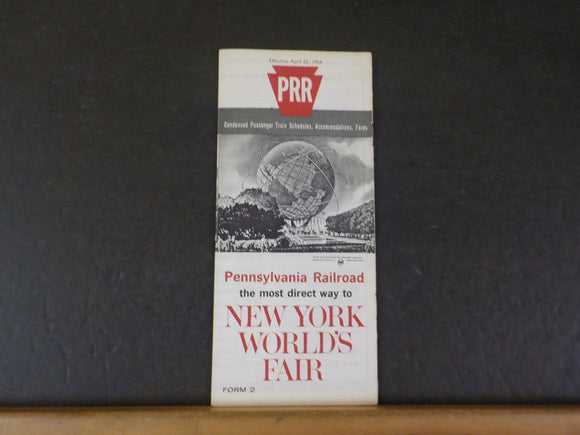 Effective April 26, 1964
PRR
Condensed Passenger Train Schedules, Accommodations, Fares
Pennsylvania Railroad
the most direct way to
NEW YORK
WORLD'S
FAIR
FORM 2